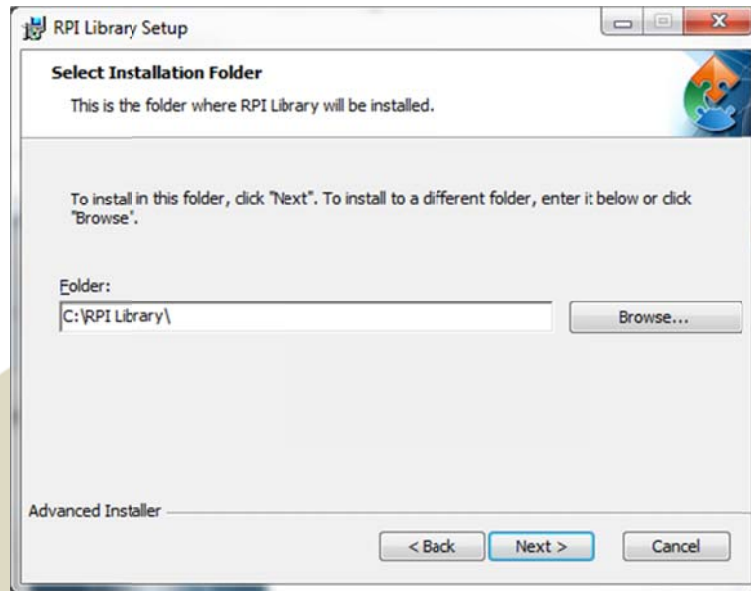 RPI Library Setup
Select Installation Folder
This is the folder where RPI Library will be installed.
To install in this folder, click "Next". To install to a different folder, enter it below or click
"Browse".
Folder:
C:\RPI Library\
Browse...
Advanced Installer
< Back
Next >
Cancel